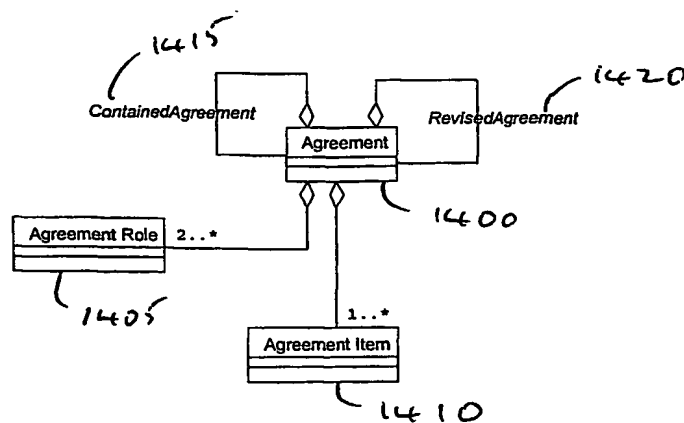 1415
1420
ContainedAgreement
RevisedAgreement
Agreement
1400
Agreement Role
2..*
1405
1..*
Agreement Item
1410